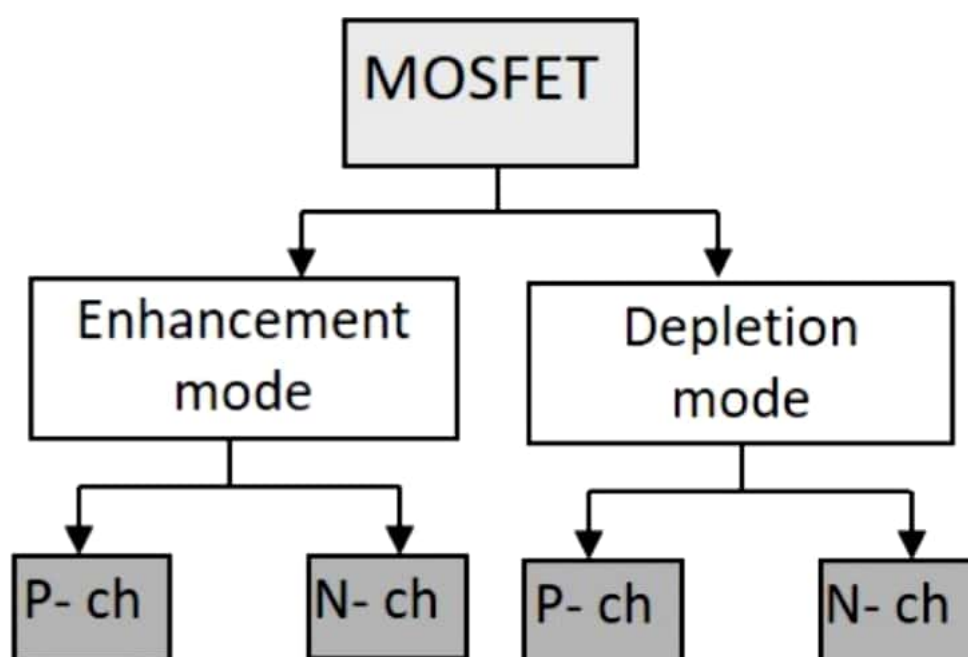 MOSFET
Enhancement
mode
Depletion
mode
P- ch
N- ch
P- ch
N- ch